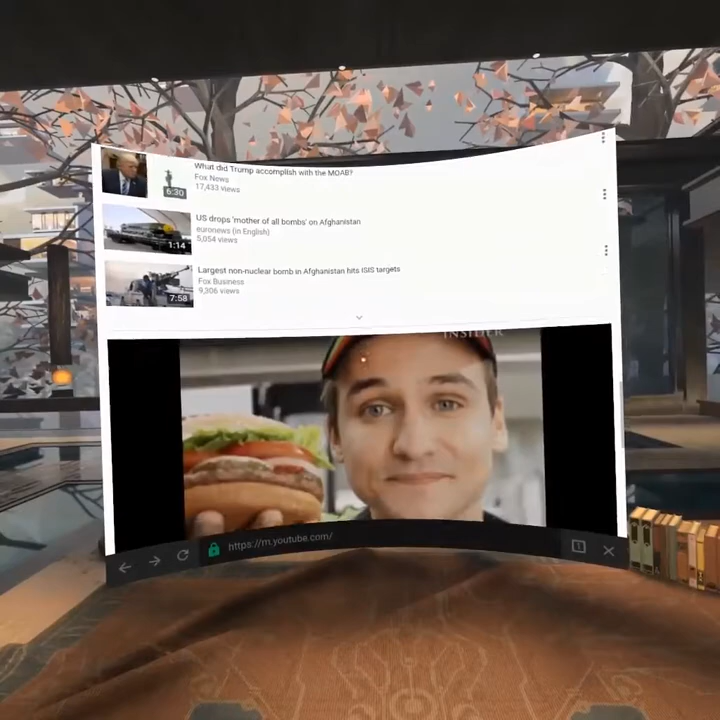 What did Trump accomplish with the MOAB?
Fox News
17,433 views
6:30
US drops 'mother of all bombs' on Afghanistan
euronews (in English)
5,054 views
1:14
Largest non-nuclear bomb in Afghanistan hits ISIS targets
Fox Business
9,306 views
7:58
INSIDER
https://m.youtube.com/
1